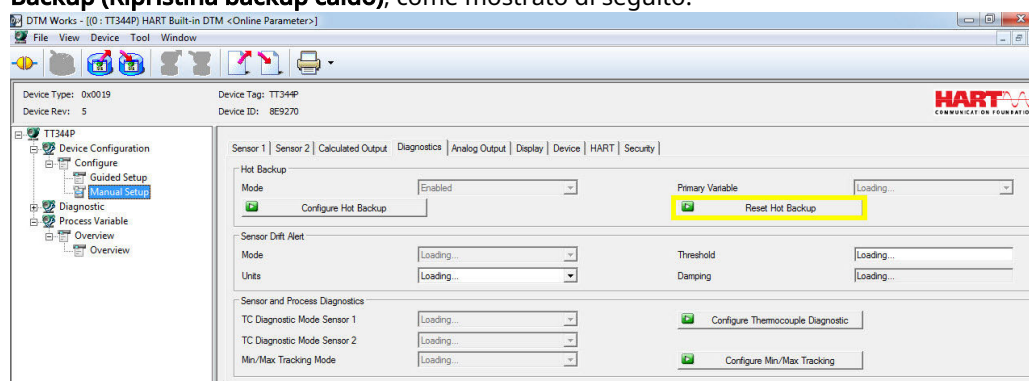 Backup (Ripristina backup caldo), come mostrato di seguito.
DTM Works - [(0 : TT344P) HART Built-in DTM <Online Parameter>]
File View Device Tool Window
Device Type: 0x0019 Device Tag: TT344P
Device Rev: 5 Device ID: 8E9270
HART
COMMUNICATION FOUNDATIO
TT344P
Device Configuration
Configure
Guided Setup
Manual Setup
Diagnostic
Process Variable
Overview
Overview
Sensor 1 Sensor 2 Calculated Output Diagnostics Analog Output Display Device HART Security
Hot Backup
Mode Enabled Primary Variable Loading...
Configure Hot Backup Reset Hot Backup
Sensor Drift Alert
Mode Loading... Threshold Loading...
Units Loading... Damping Loading...
Sensor and Process Diagnostics
TC Diagnostic Mode Sensor 1 Loading... Configure Thermocouple Diagnostic
TC Diagnostic Mode Sensor 2 Loading...
Min/Max Tracking Mode Loading... Configure Min/Max Tracking